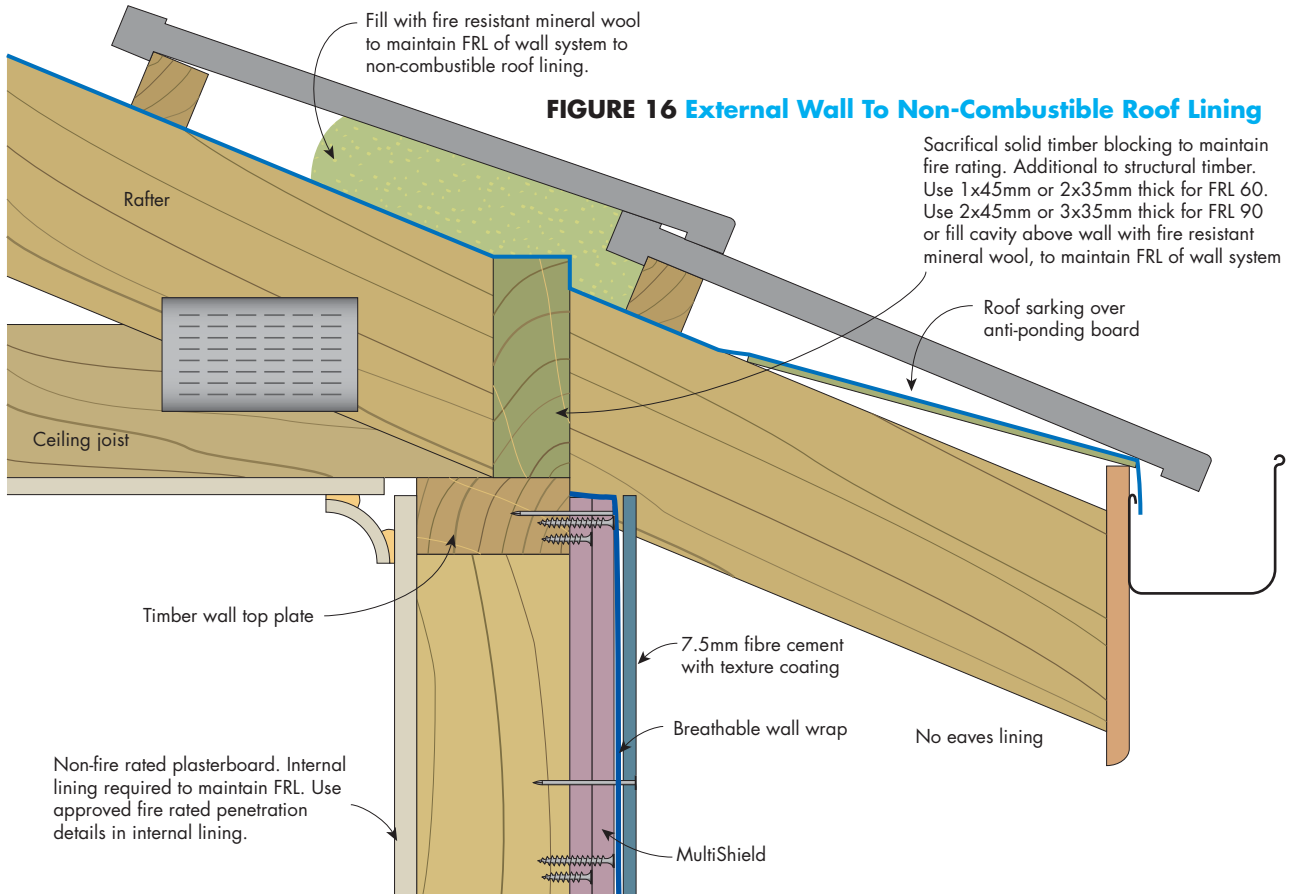 Fill with fire resistant mineral wool
to maintain FRL of wall system to
non-combustible roof lining.
FIGURE 16 External Wall To Non-Combustible Roof Lining
Sacrifical solid timber blocking to maintain
fire rating. Additional to structural timber.
Use 1x45mm or 2x35mm thick for FRL 60.
Use 2x45mm or 3x35mm thick for FRL 90
or fill cavity above wall with fire resistant
mineral wool, to maintain FRL of wall system
Rafter
Roof sarking over
anti-ponding board
Ceiling joist
Timber wall top plate
7.5mm fibre cement
with texture coating
Breathable wall wrap
No eaves lining
Non-fire rated plasterboard. Internal
lining required to maintain FRL. Use
approved fire rated penetration
details in internal lining.
MultiShield